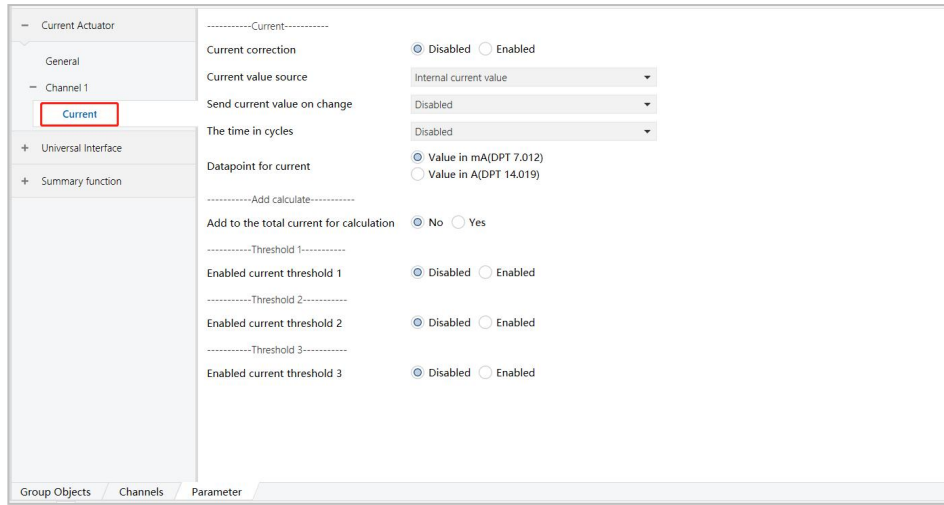 − Current Actuator
General
− Channel 1
Current
+ Universal Interface
+ Summary function
-----------Current-----------
Current correction Disabled Enabled
Current value source Internal current value
Send current value on change Disabled
The time in cycles Disabled
Datapoint for current Value in mA(DPT 7.012)
Value in A(DPT 14.019)
-----------Add calculate-----------
Add to the total current for calculation No Yes
-----------Threshold 1-----------
Enabled current threshold 1 Disabled Enabled
-----------Threshold 2-----------
Enabled current threshold 2 Disabled Enabled
-----------Threshold 3-----------
Enabled current threshold 3 Disabled Enabled
Group Objects Channels Parameter